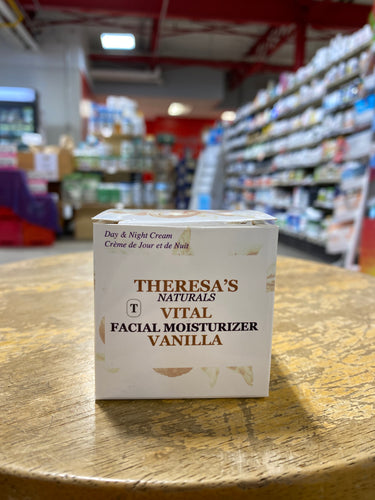 Day & Night Cream
Crème de Jour et de Nuit
THERESA'S
NATURALS
T
VITAL
FACIAL MOISTURIZER
VANILLA